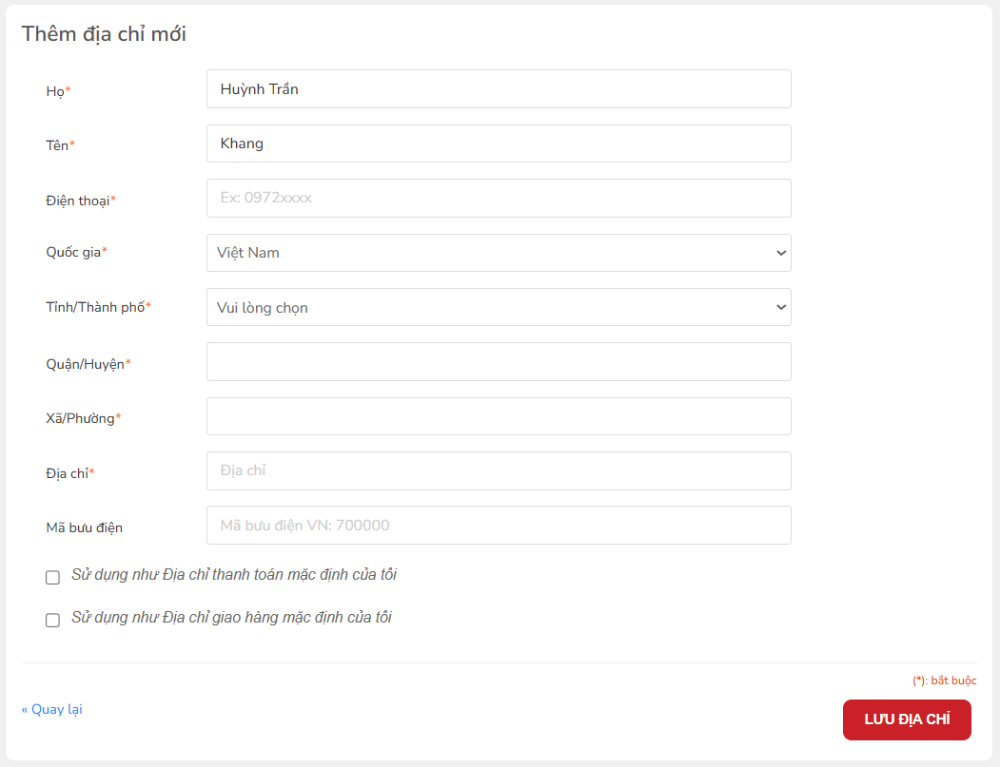 Thêm địa chỉ mới
Họ*
Huỳnh Trần
Tên*
Khang
Điện thoại*
Ex: 0972xxxx
Quốc gia*
Việt Nam
Tỉnh/Thành phố*
Vui lòng chọn
Quận/Huyện*
Xã/Phường*
Địa chỉ*
Địa chỉ
Mã bưu điện
Mã bưu điện VN: 700000
Sử dụng như Địa chỉ thanh toán mặc định của tôi
Sử dụng như Địa chỉ giao hàng mặc định của tôi
(*): bắt buộc
« Quay lại
LƯU ĐỊA CHỈ